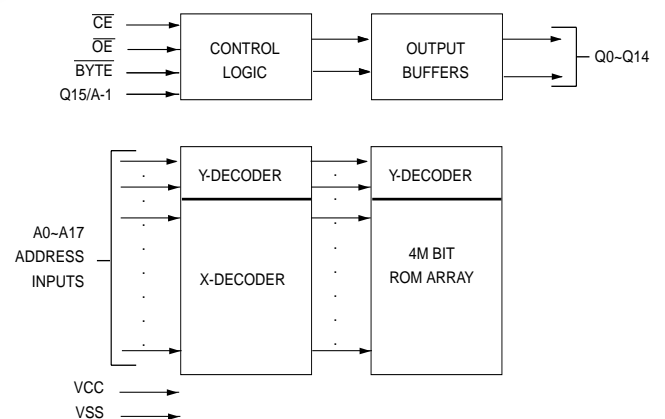 CE
OE
BYTE
Q15/A-1
CONTROL
LOGIC
OUTPUT
BUFFERS
Q0~Q14
A0~A17
ADDRESS
INPUTS
Y-DECODER
X-DECODER
Y-DECODER
4M BIT
ROM ARRAY
VCC
VSS